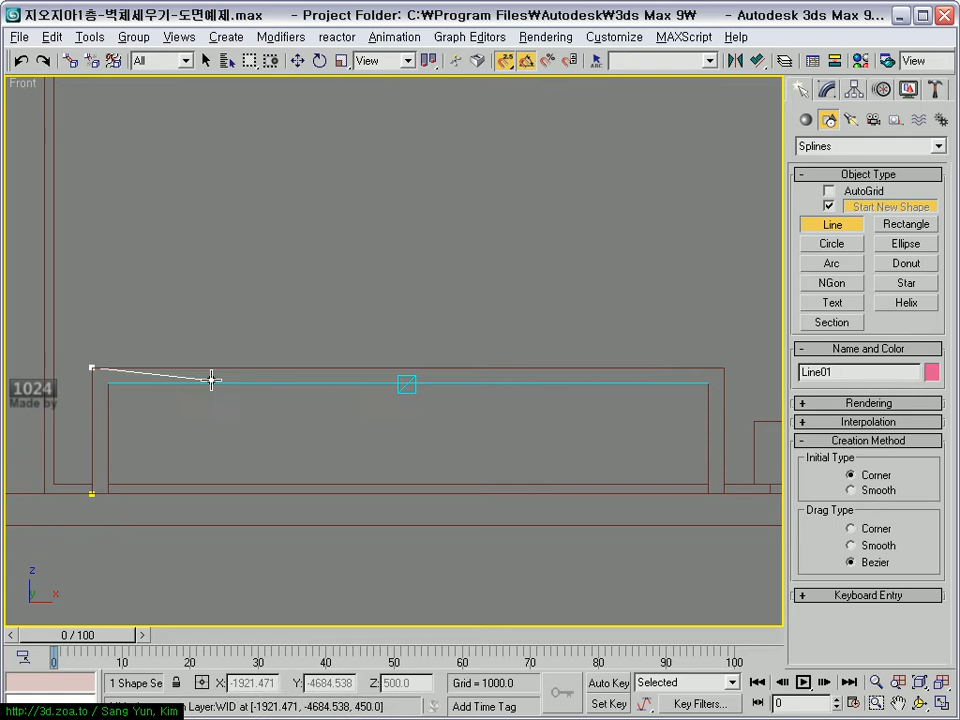 지오지아1층-벽체세우기-도면예제.max - Project Folder: C:₩Program Files₩Autodesk₩3ds Max 9₩ - Autodesk 3ds Max 9...
File Edit Tools Group Views Create Modifiers reactor Animation Graph Editors Rendering Customize MAXScript Help
All View View
Front
Splines
- Object Type
AutoGrid
Start New Shape
Line Rectangle
Circle Ellipse
Arc Donut
NGon Star
Text Helix
Section
- Name and Color
Line01
+ Rendering
+ Interpolation
- Creation Method
Initial Type
Corner
Smooth
Drag Type
Corner
Smooth
Bezier
+ Keyboard Entry
1024
Made by
z
y x
< 0 / 100 >
0 10 20 30 40 50 60 70 80 90 100
1 Shape Se X: -1921.471 Y: -4684.538 Z: 500.0 Grid = 1000.0 Auto Key Selected
http://3d.zoa.to / Sang Yun, Kim n Layer:WID at [-1921.471, -4684.538, 450.0] Add Time Tag Set Key Key Filters... 0